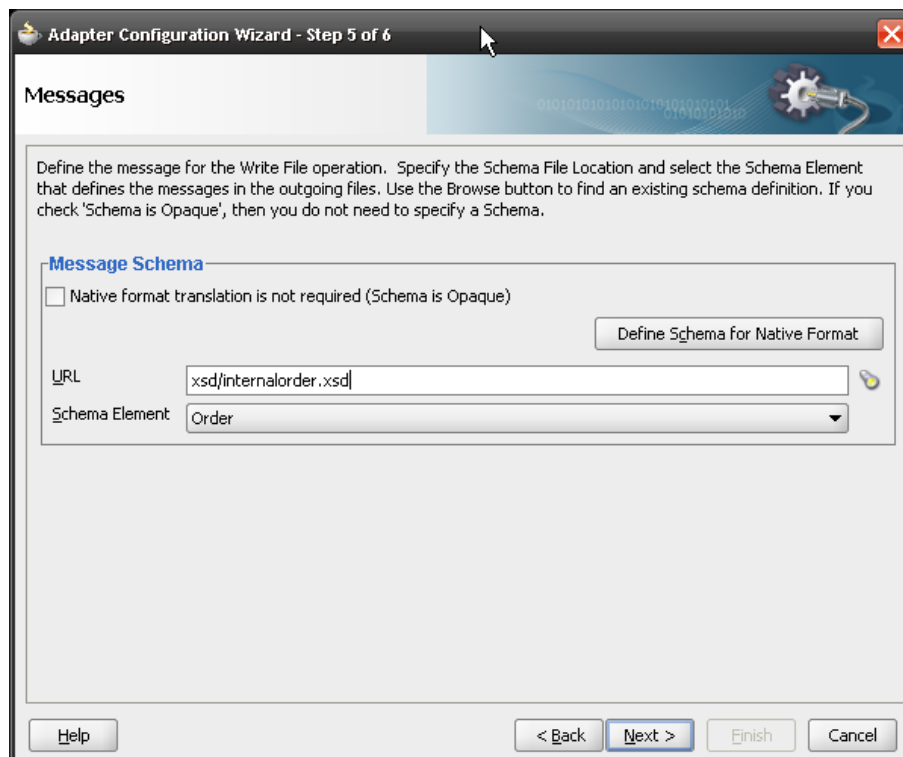 Adapter Configuration Wizard - Step 5 of 6
Messages
010101010101010101010101
01010101010
Define the message for the Write File operation. Specify the Schema File Location and select the Schema Element
that defines the messages in the outgoing files. Use the Browse button to find an existing schema definition. If you
check 'Schema is Opaque', then you do not need to specify a Schema.
Message Schema
Native format translation is not required (Schema is Opaque)
Define Schema for Native Format
URL
xsd/internalorder.xsd
Schema Element
Order
Help
< Back
Next >
Finish
Cancel